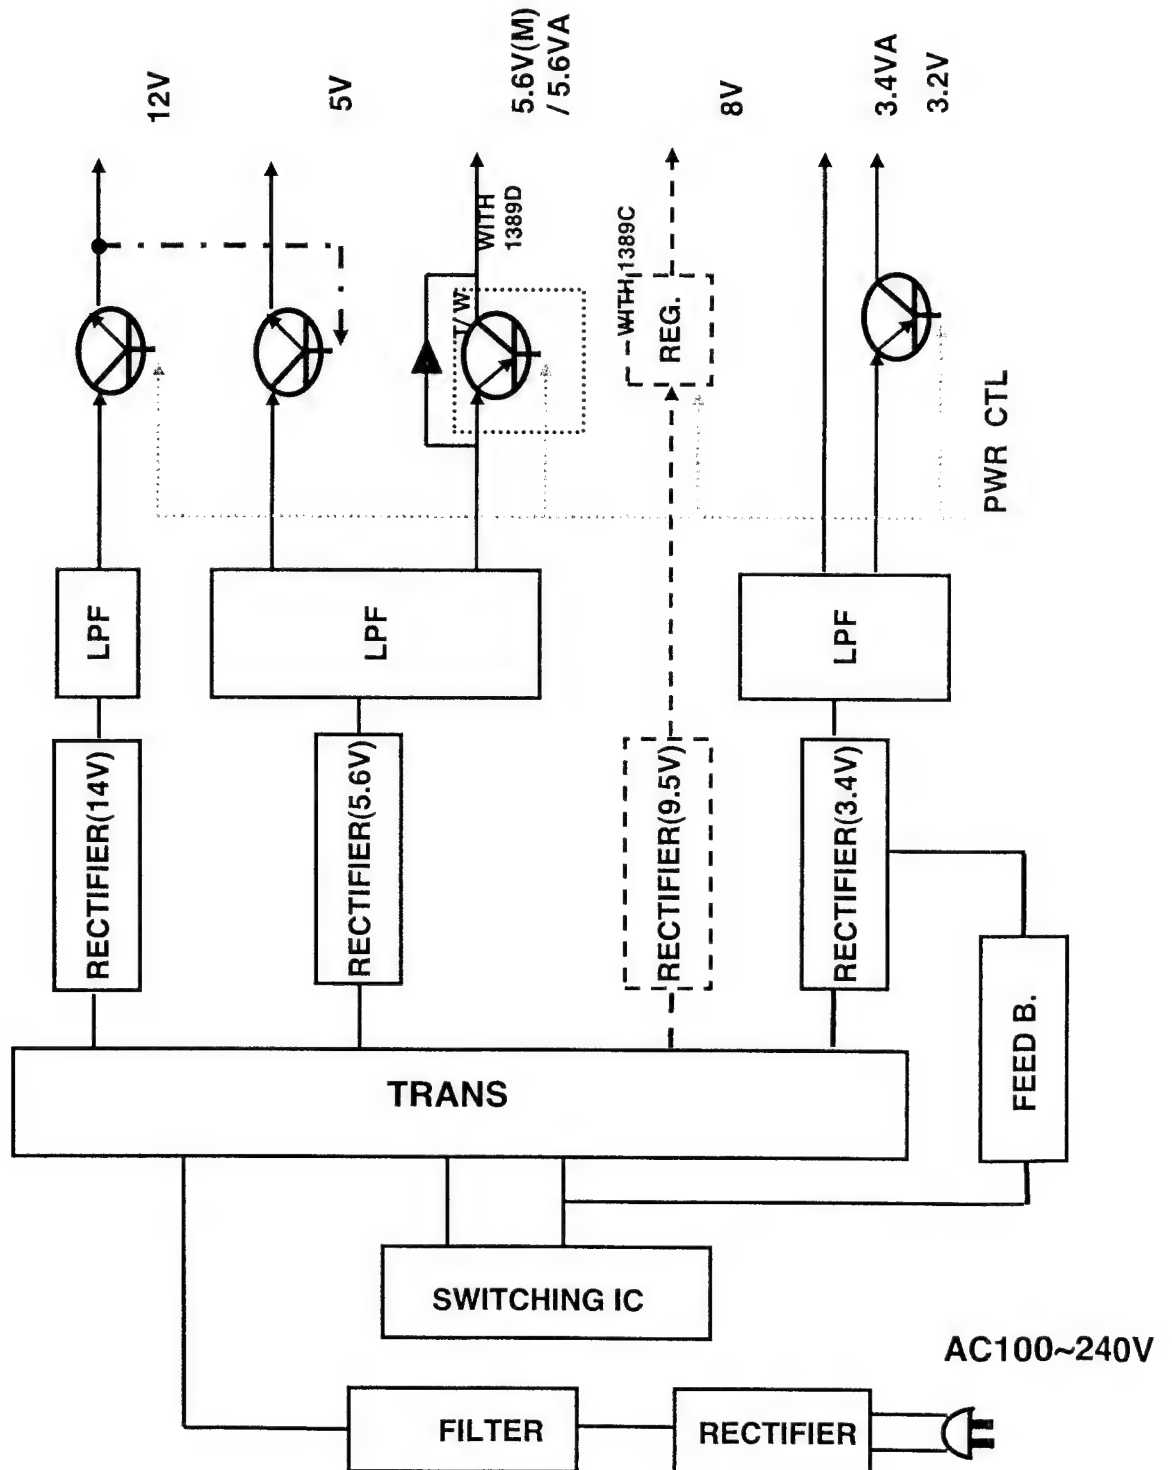 12V
5V
5.6V(M)
/ 5.6VA
8V
3.4VA
3.2V
WITH
1389D
T/W
WITH 1389C
REG.
PWR CTL
LPF
LPF
LPF
RECTIFIER(14V)
RECTIFIER(5.6V)
RECTIFIER(9.5V)
RECTIFIER(3.4V)
TRANS
FEED B.
SWITCHING IC
AC100~240V
FILTER
RECTIFIER